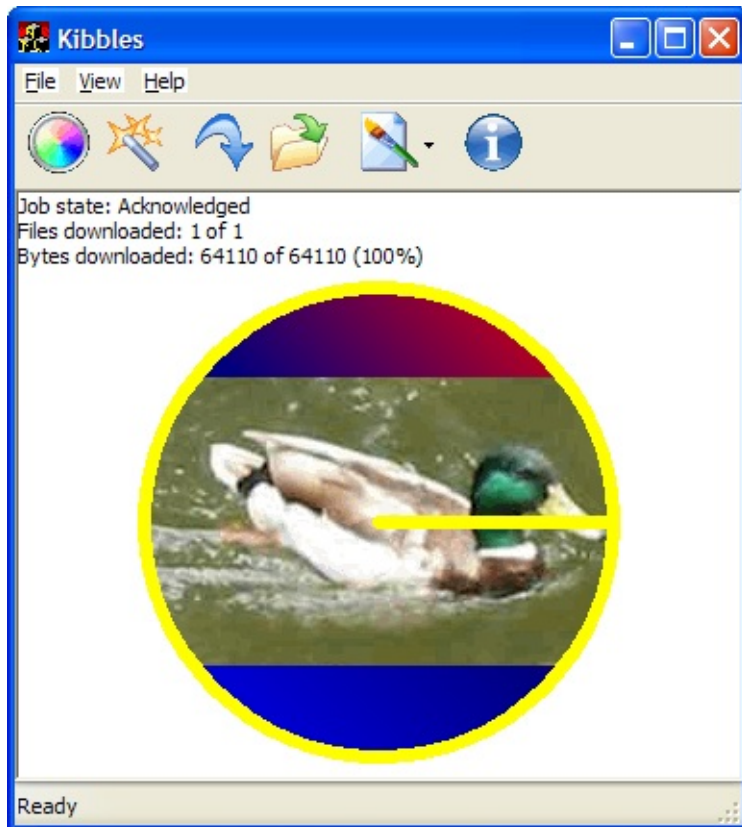 Kibbles
File View Help
Job state: Acknowledged
Files downloaded: 1 of 1
Bytes downloaded: 64110 of 64110 (100%)
Ready